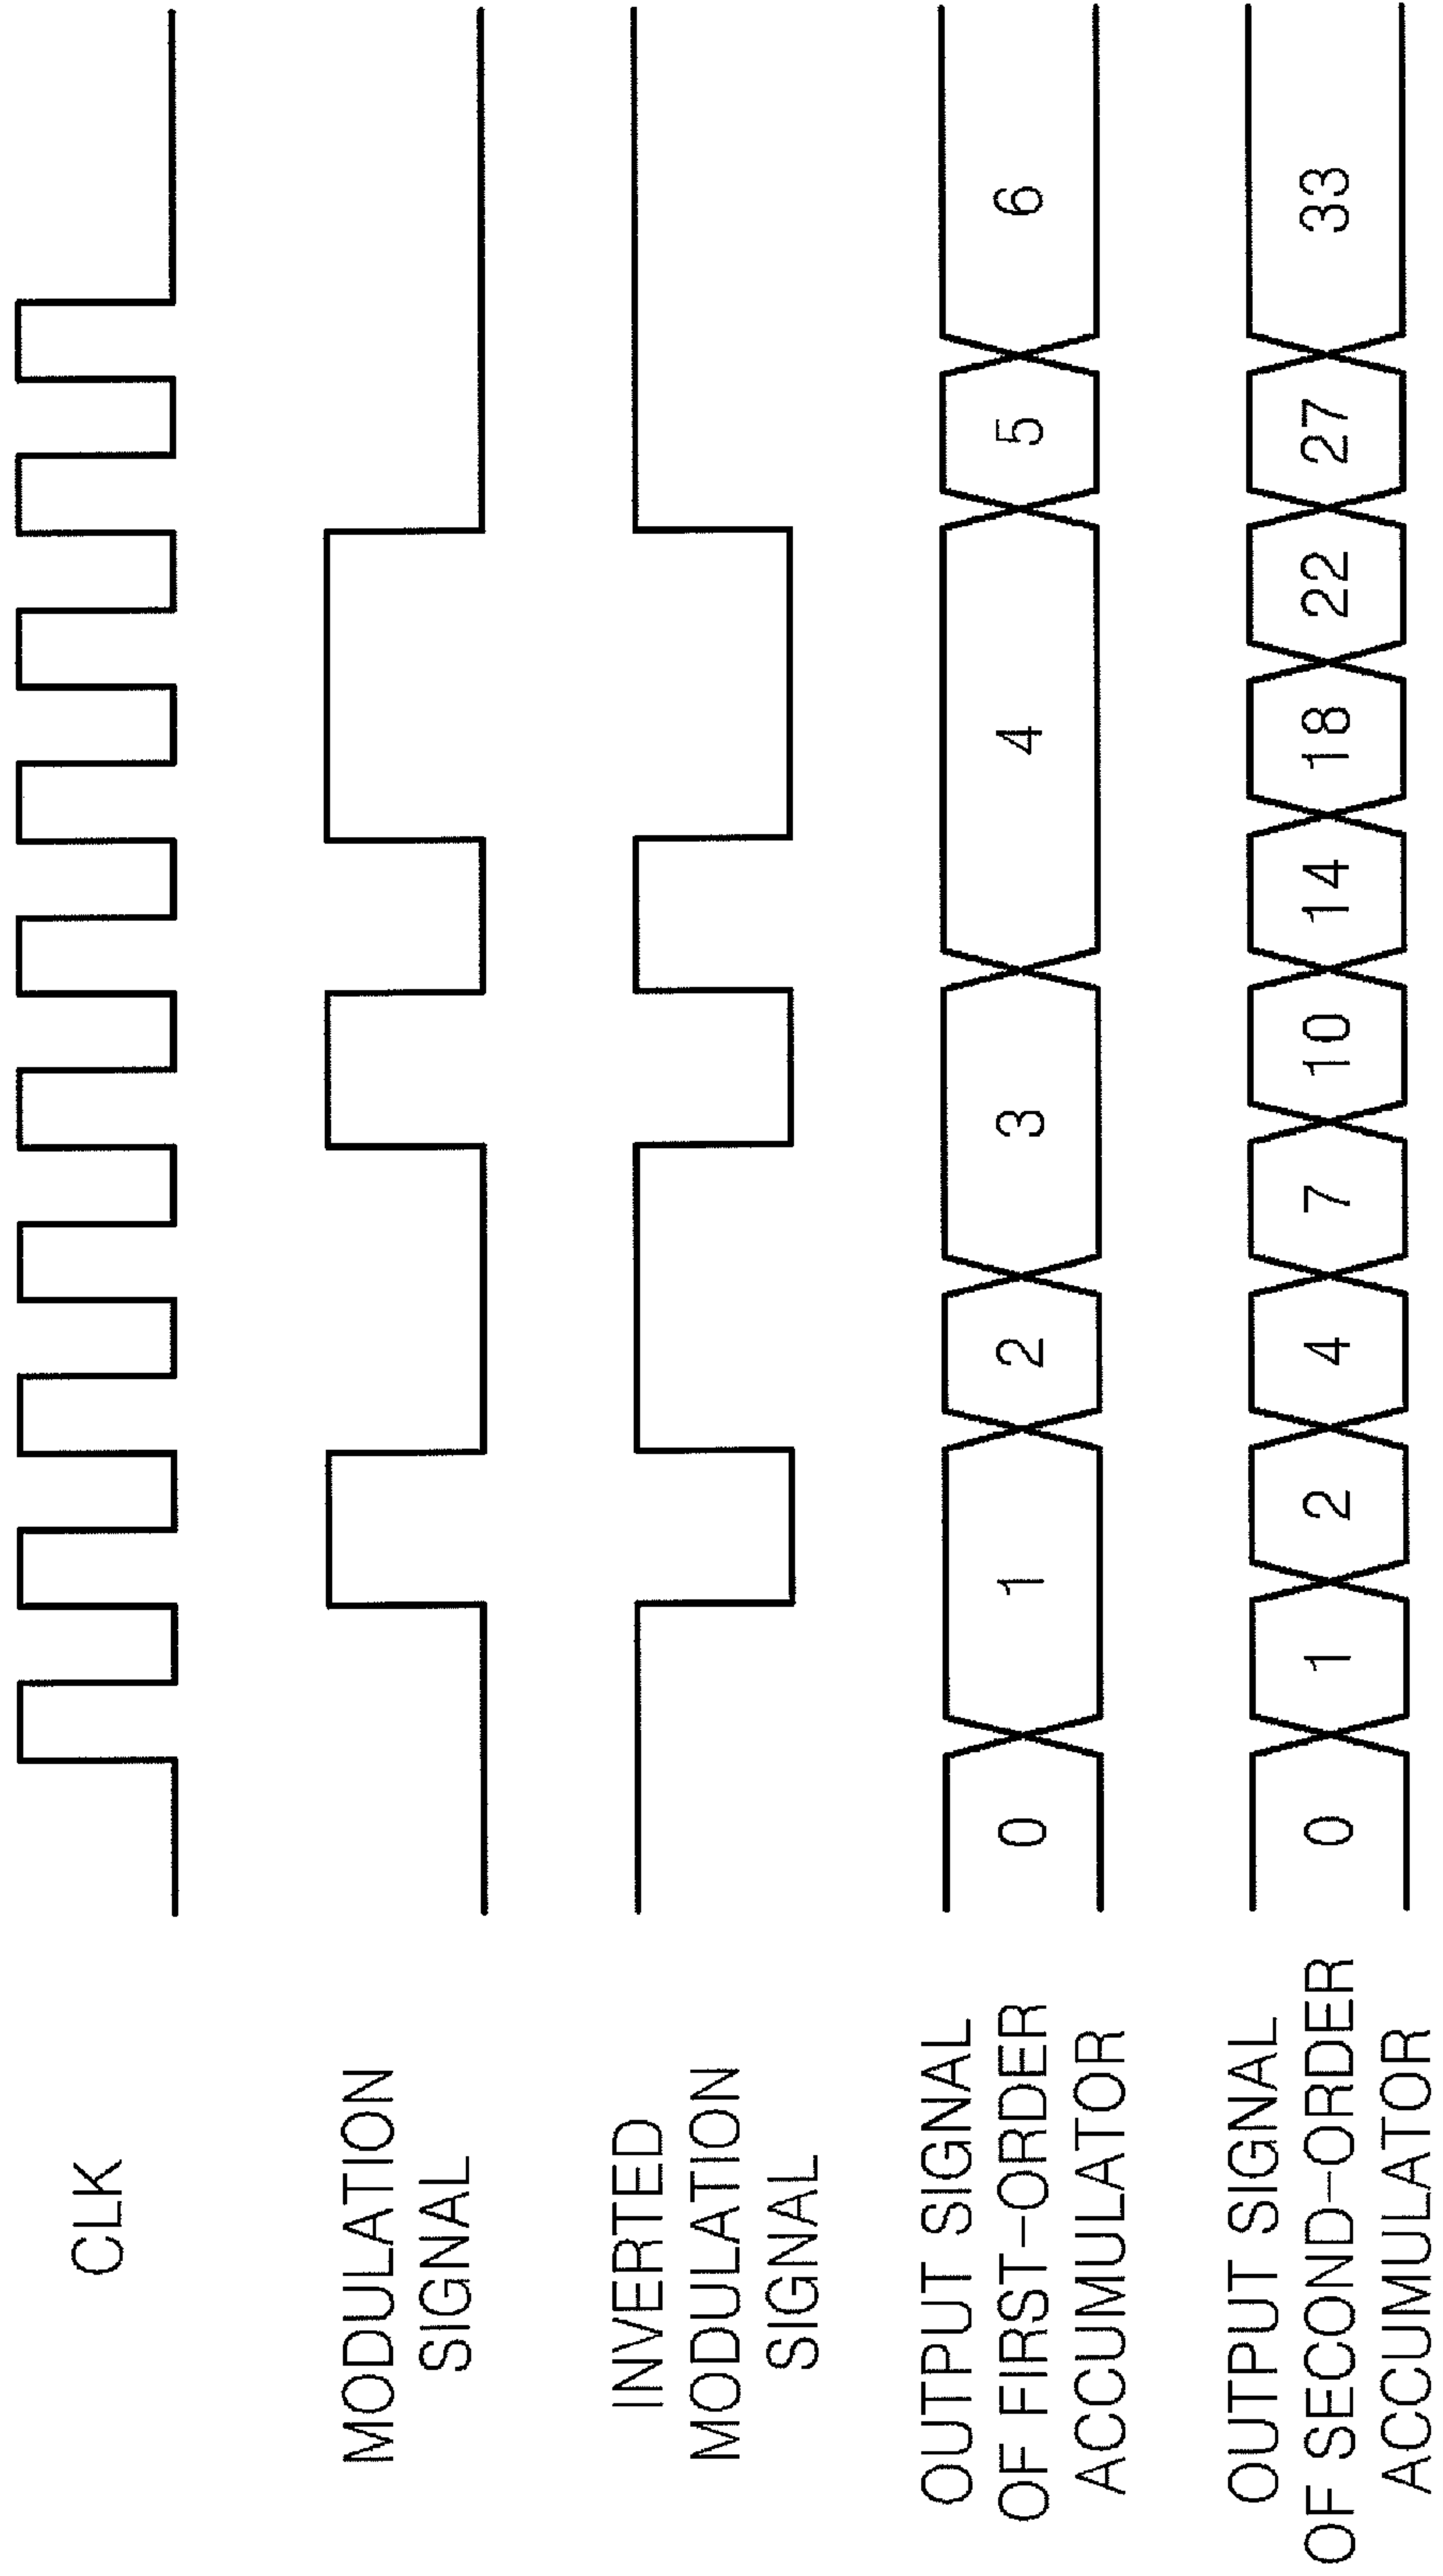 CLK
MODULATION
SIGNAL
INVERTED
MODULATION
SIGNAL
OUTPUT SIGNAL
OF FIRST-ORDER
ACCUMULATOR
0 1 2 3 4 5 6
OUTPUT SIGNAL
OF SECOND-ORDER
ACCUMULATOR
0 1 2 4 7 10 14 18 22 27 33